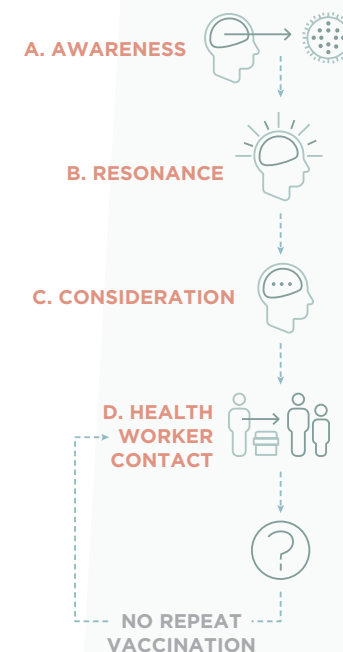 A. AWARENESS
B. RESONANCE
C. CONSIDERATION
D. HEALTH
WORKER
CONTACT
?
NO REPEAT
VACCINATION